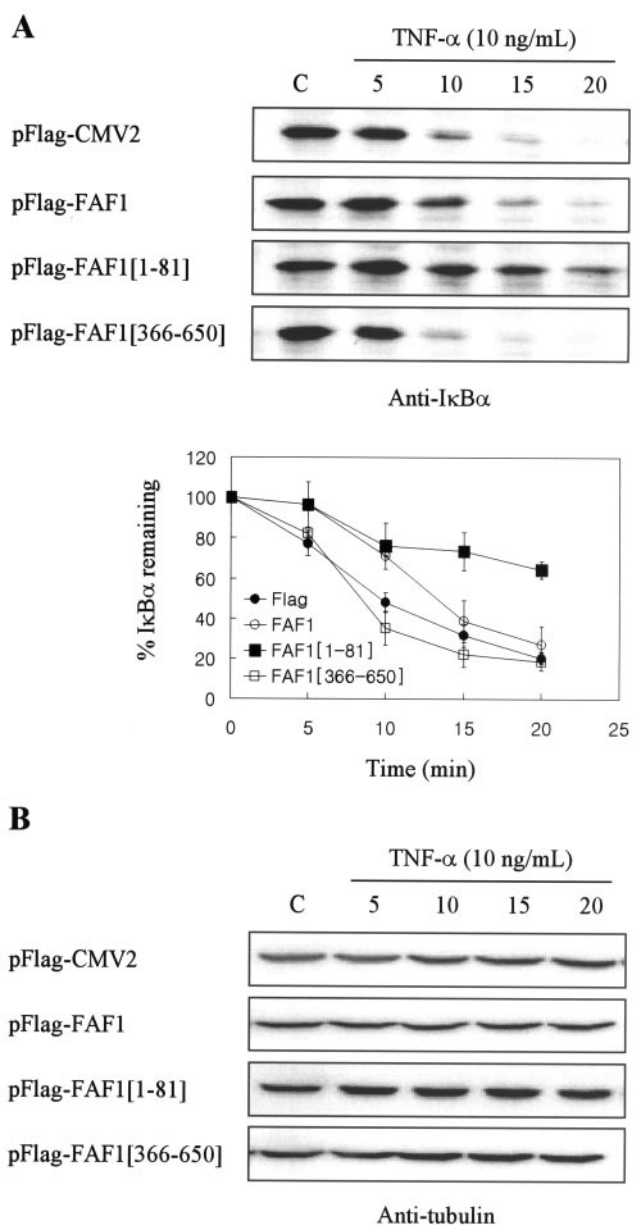 A
TNF-α (10 ng/mL)
C 5 10 15 20
pFlag-CMV2
pFlag-FAF1
pFlag-FAF1[1-81]
pFlag-FAF1[366-650]
Anti-IκBα
% IκBα remaining
120
100
80
60
40
20
0
Flag
FAF1
FAF1[1-81]
FAF1[366-650]
0 5 10 15 20 25
Time (min)
B
TNF-α (10 ng/mL)
C 5 10 15 20
pFlag-CMV2
pFlag-FAF1
pFlag-FAF1[1-81]
pFlag-FAF1[366-650]
Anti-tubulin